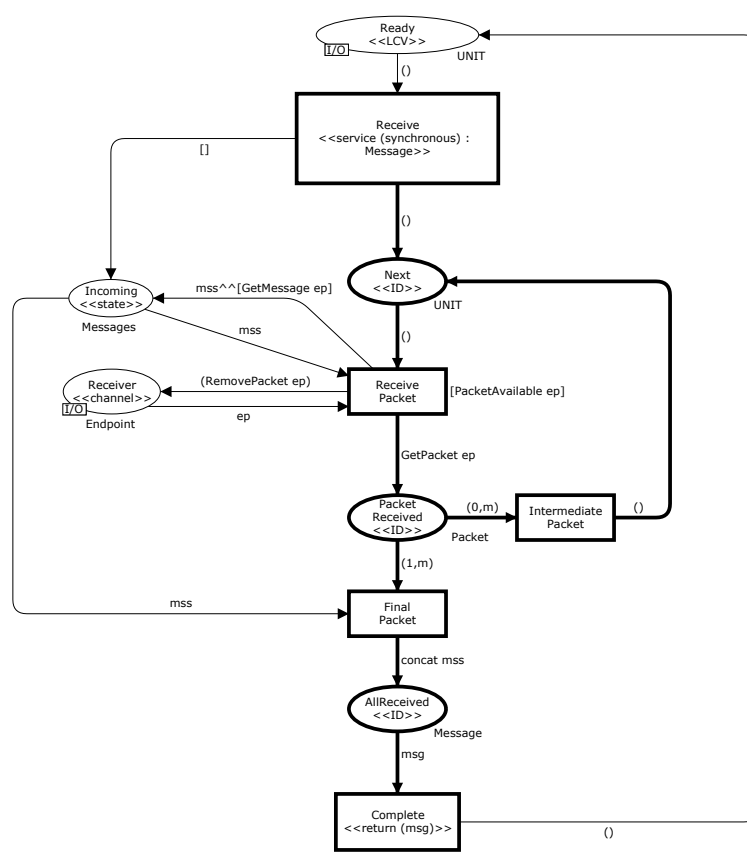 Ready
<<LCV>>
I/O
UNIT
()
Receive
<<service (synchronous) :
Message>>
[]
()
Next
<<ID>>
UNIT
Incoming
<<state>>
Messages
mss^^[GetMessage ep]
mss
()
Receiver
<<channel>>
I/O
Endpoint
(RemovePacket ep)
ep
Receive
Packet
[PacketAvailable ep]
GetPacket ep
Packet
Received
<<ID>>
(0,m)
Packet
Intermediate
Packet
()
(1,m)
mss
Final
Packet
concat mss
AllReceived
<<ID>>
Message
msg
Complete
<<return (msg)>>
()